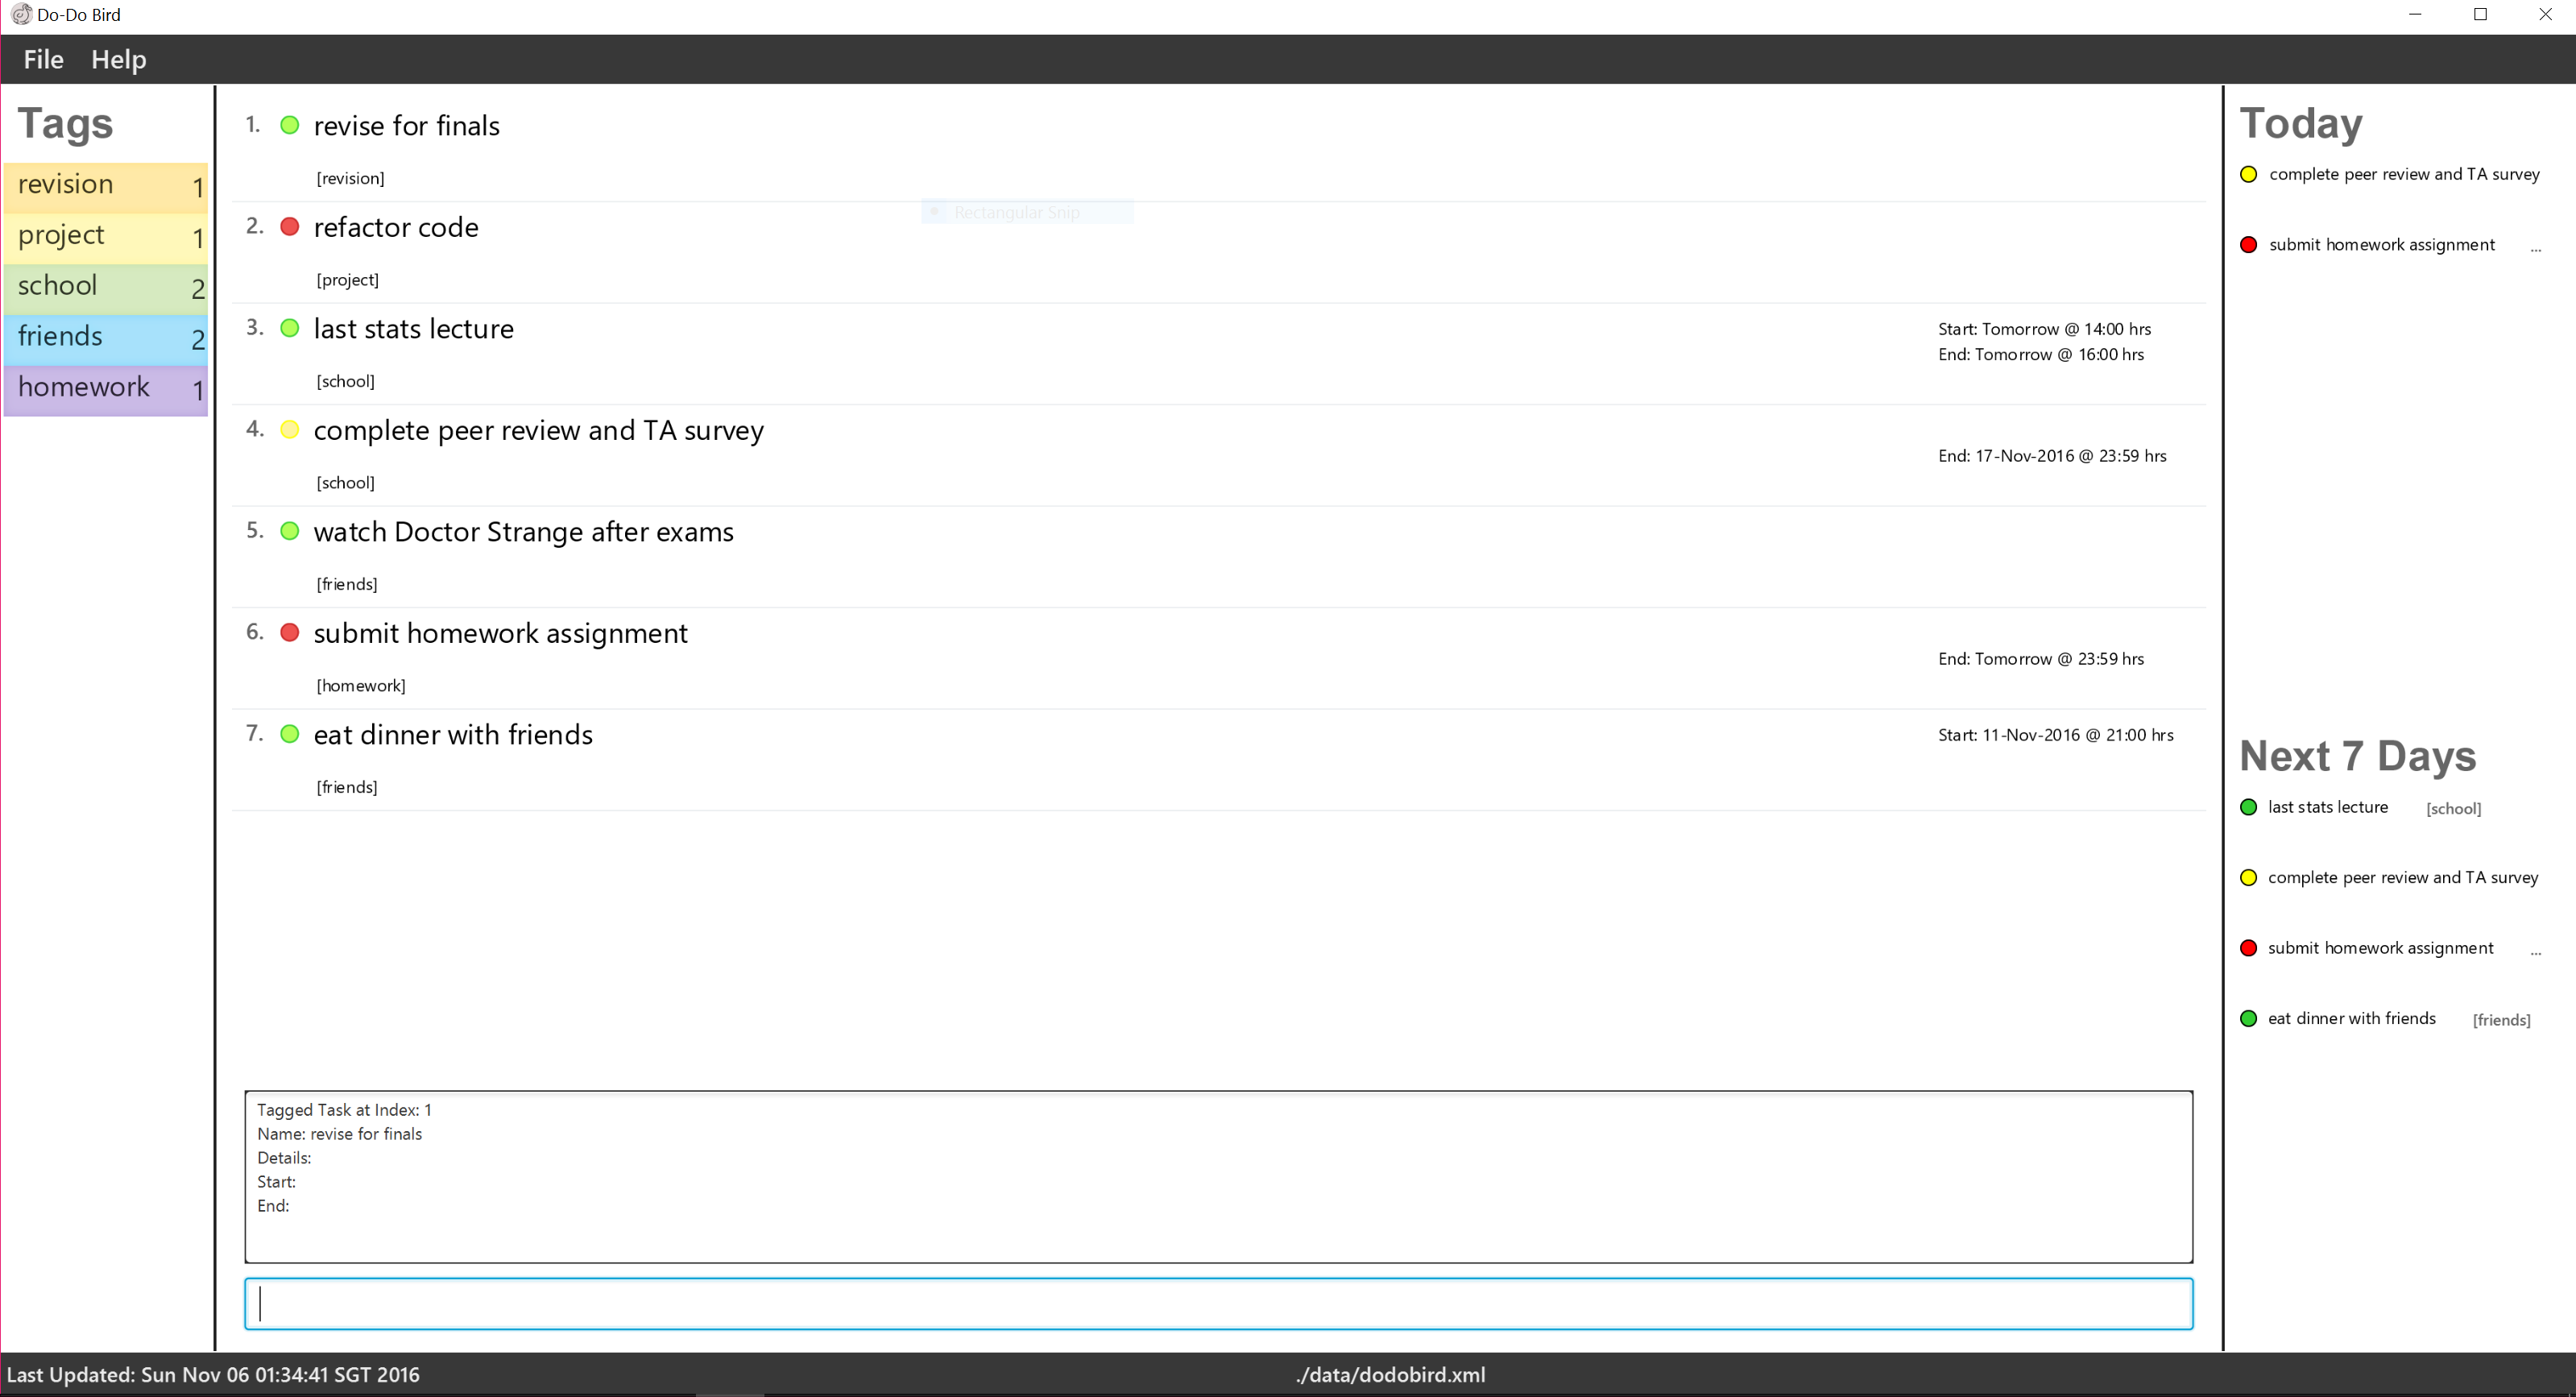 Do-Do Bird
File Help
Tags
revision 1
project 1
school 2
friends 2
homework 1
1. revise for finals
[revision]
Rectangular Snip
2. refactor code
[project]
3. last stats lecture
Start: Tomorrow @ 14:00 hrs
End: Tomorrow @ 16:00 hrs
[school]
4. complete peer review and TA survey
End: 17-Nov-2016 @ 23:59 hrs
[school]
5. watch Doctor Strange after exams
[friends]
6. submit homework assignment
End: Tomorrow @ 23:59 hrs
[homework]
7. eat dinner with friends
Start: 11-Nov-2016 @ 21:00 hrs
[friends]
Tagged Task at Index: 1
Name: revise for finals
Details:
Start:
End:
Today
complete peer review and TA survey
submit homework assignment ...
Next 7 Days
last stats lecture [school]
complete peer review and TA survey
submit homework assignment ...
eat dinner with friends [friends]
Last Updated: Sun Nov 06 01:34:41 SGT 2016
./data/dodobird.xml